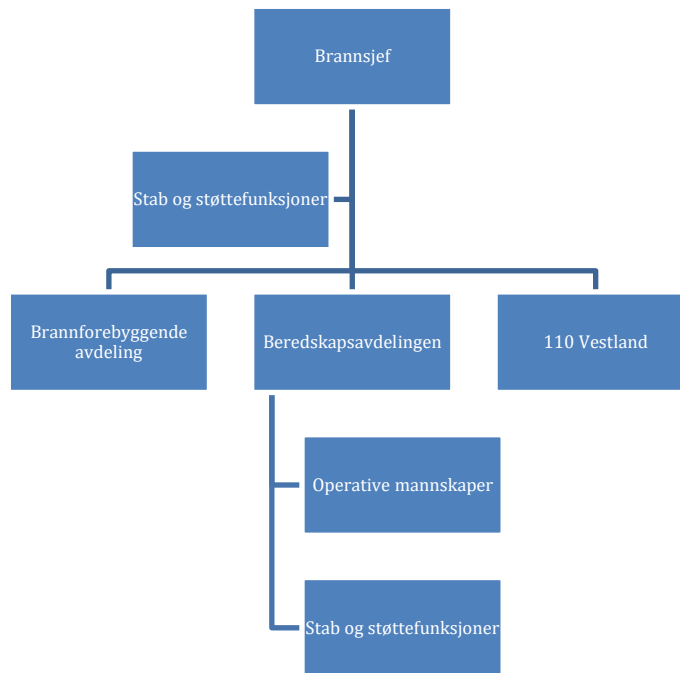 Brannsjef
Stab og støttefunksjoner
Brannforebyggende
avdeling
Beredskapsavdelingen
110 Vestland
Operative mannskaper
Stab og støttefunksjoner